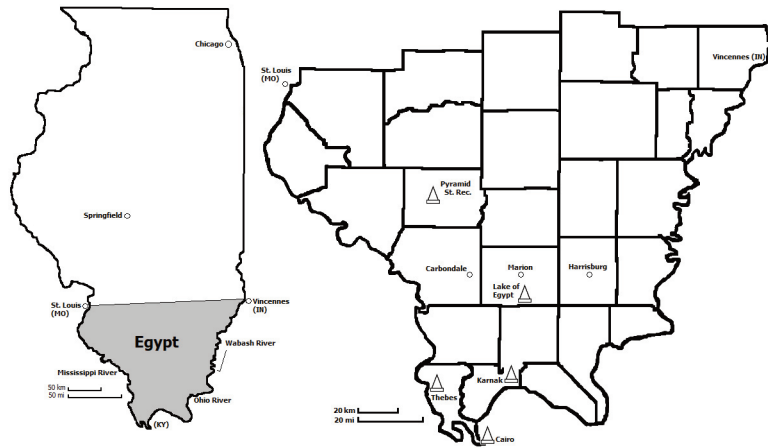 Chicago
Springfield
St. Louis
(MO)
Vincennes
(IN)
Egypt
Wabash River
Mississippi River
50 km
50 mi
Ohio River
(KY)
St. Louis
(MO)
Vincennes (IN)
Pyramid
St. Rec.
Carbondale
Marion
Harrisburg
Lake of
Egypt
Thebes
Karnak
20 km
20 mi
Cairo